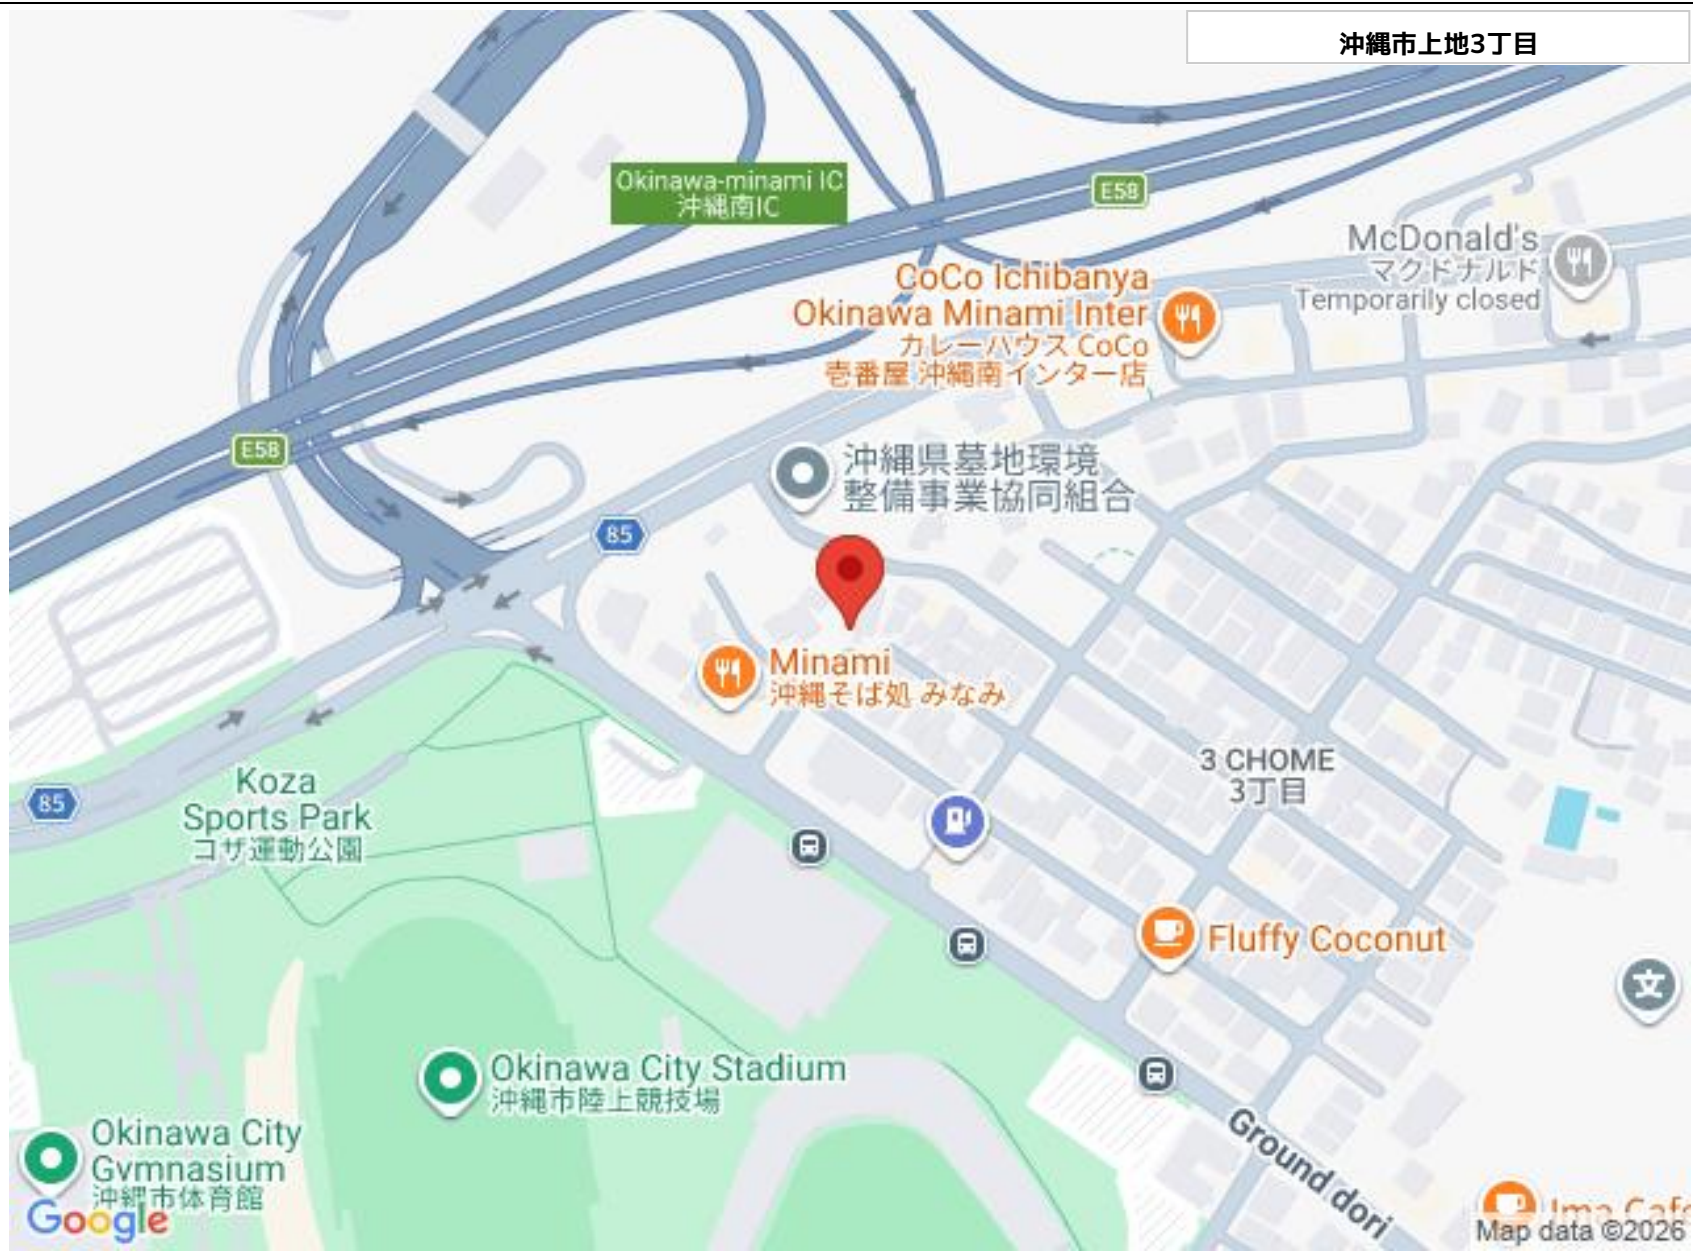 沖縄市上地3丁目
Okinawa-minami IC
沖縄南IC
E58
McDonald's
マクドナルド
Temporarily closed
CoCo Ichibanya
Okinawa Minami Inter
カレーハウス CoCo
壱番屋 沖縄南インター店
E58
沖縄県墓地環境
整備事業協同組合
85
Minami
沖縄そば処 みなみ
3 CHOME
3丁目
Koza
Sports Park
コザ運動公園
85
Fluffy Coconut
文
Okinawa City Stadium
沖縄市陸上競技場
Okinawa City
Gymnasium
沖縄市体育館
Ground dori
Ima Cafe
Google
Map data ©2026